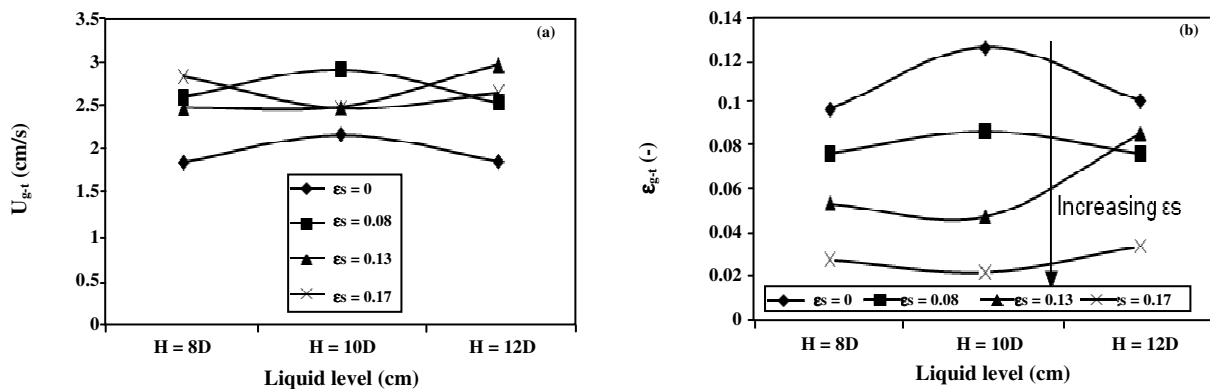 (a)
3.5
3
2.5
2
1.5
1
0.5
0
U g-t (cm/s)
εs = 0
εs = 0.08
εs = 0.13
εs = 0.17
H = 8D H = 10D H = 12D
Liquid level (cm)
(b)
0.14
0.12
0.1
0.08
0.06
0.04
0.02
0
ε g-t (-)
Increasing εs
εs = 0 εs = 0.08 εs = 0.13 εs = 0.17
H = 8D H = 10D H = 12D
Liquid level (cm)